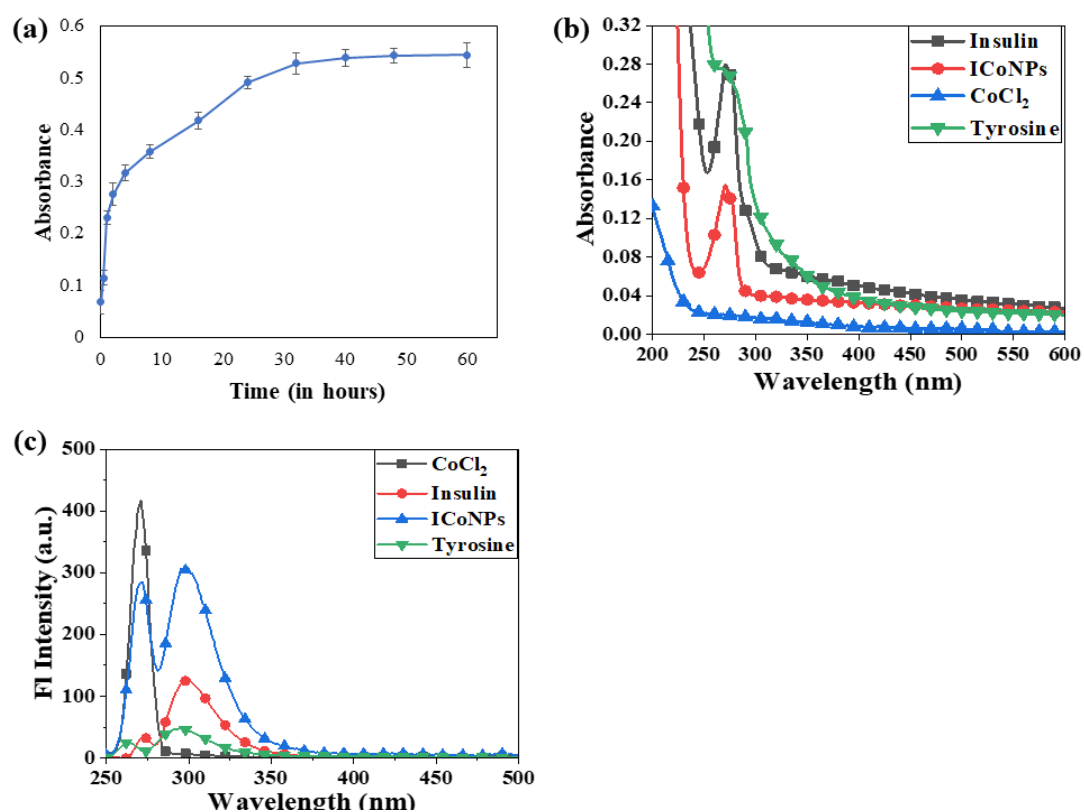 (a)
0.6
0.5
0.4
0.3
0.2
0.1
0
Absorbance
0 10 20 30 40 50 60
Time (in hours)
(b)
0.32
0.28
0.24
0.20
0.16
0.12
0.08
0.04
0.00
Absorbance
Insulin
ICoNPs
CoCl₂
Tyrosine
200 250 300 350 400 450 500 550 600
Wavelength (nm)
(c)
500
400
300
200
100
0
Fl Intensity (a.u.)
CoCl₂
Insulin
ICoNPs
Tyrosine
250 300 350 400 450 500
Wavelength (nm)